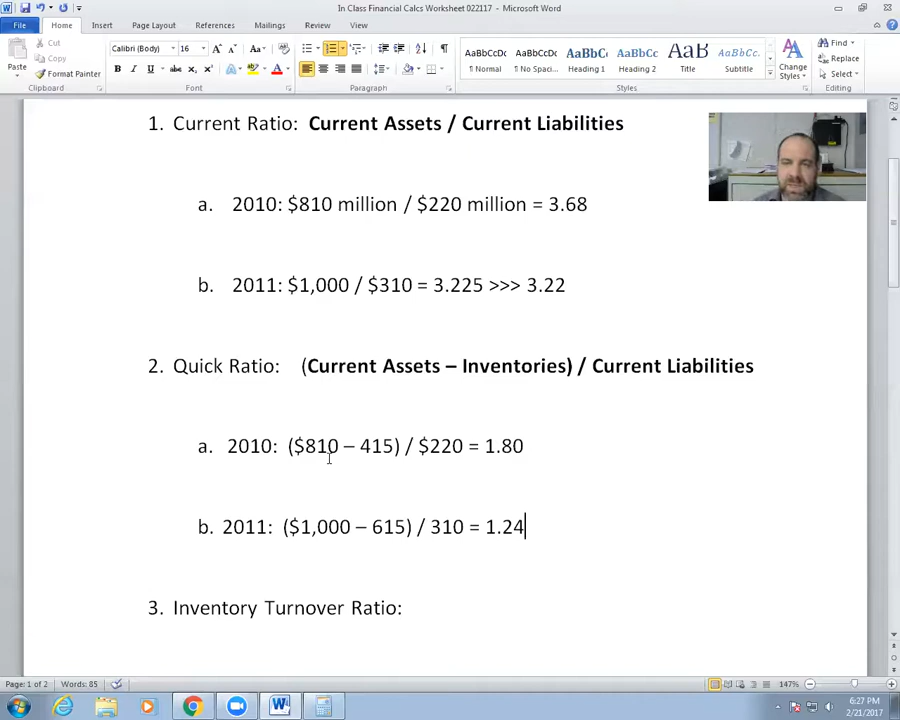 In Class Financial Calcs Worksheet 022117 - Microsoft Word
File Home Insert Page Layout References Mailings Review View
Cut
Copy
Format Painter
Paste
Clipboard
Calibri (Body) 16
Font
Paragraph
AaBbCcDc AaBbCcDc AaBbCc AaBbCc AaB AaBbCc.
¶ Normal ¶ No Spaci... Heading 1 Heading 2 Title Subtitle
Styles
Change Styles
Find
Replace
Select
Editing
1. Current Ratio: Current Assets / Current Liabilities
a. 2010: $810 million / $220 million = 3.68
b. 2011: $1,000 / $310 = 3.225 >>> 3.22
2. Quick Ratio: (Current Assets – Inventories) / Current Liabilities
a. 2010: ($810 – 415) / $220 = 1.80
b. 2011: ($1,000 – 615) / 310 = 1.24
3. Inventory Turnover Ratio:
Page: 1 of 2 Words: 85 147%
6:27 PM
2/21/2017